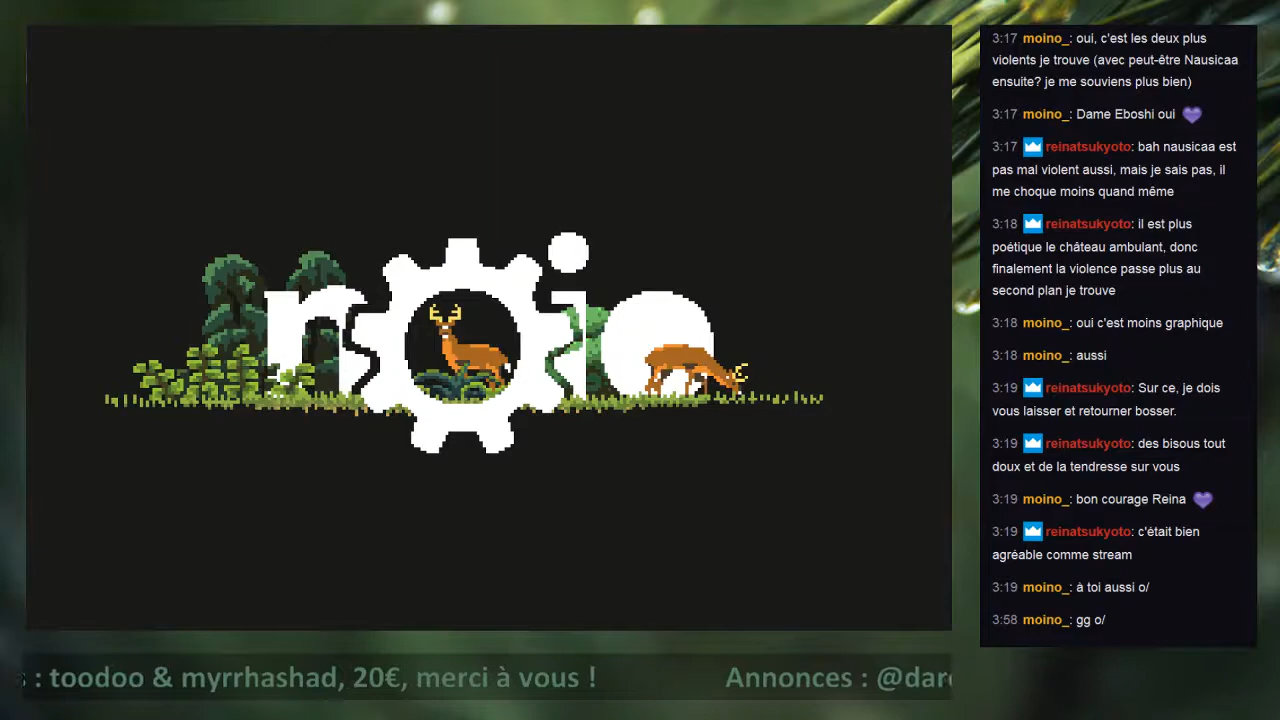 noio
3:17 moino_: oui, c'est les deux plus
violents je trouve (avec peut-être Nausicaa
ensuite? je me souviens plus bien)
3:17 moino_: Dame Eboshi oui
3:17 reinatsukyoto: bah nausicaa est
pas mal violent aussi, mais je sais pas, il
me choque moins quand même
3:18 reinatsukyoto: il est plus
poétique le château ambulant, donc
finalement la violence passe plus au
second plan je trouve
3:18 moino_: oui c'est moins graphique
3:18 moino_: aussi
3:19 reinatsukyoto: Sur ce, je dois
vous laisser et retourner bosser.
3:19 reinatsukyoto: des bisous tout
doux et de la tendresse sur vous
3:19 moino_: bon courage Reina
3:19 reinatsukyoto: c'était bien
agréable comme stream
3:19 moino_: à toi aussi o/
3:58 moino_: gg o/
: toodoo & myrrhashad, 20€, merci à vous ! Annonces :